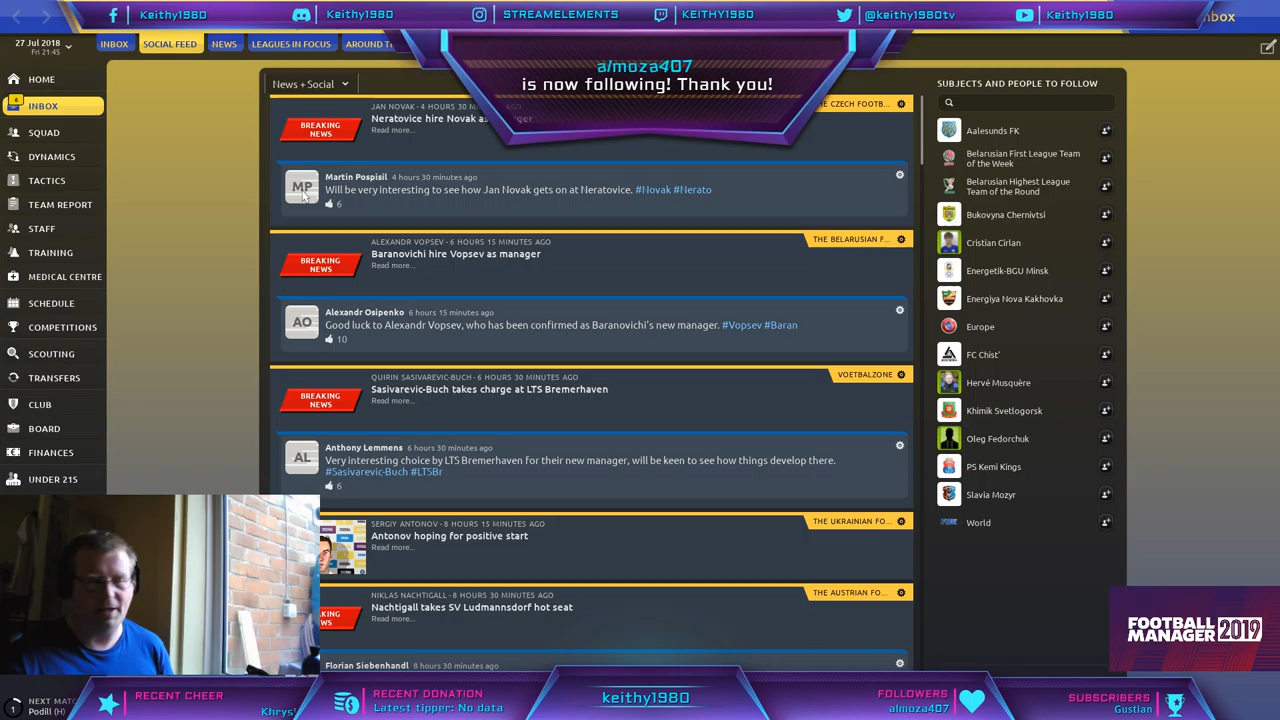 Keithy1980
Keithy1980
STREAMELEMENTS
KEITHY1980
@keithy1980tv
Keithy1980
27 Jul 2018
Fri 21:45
INBOX
SOCIAL FEED
NEWS
LEAGUES IN FOCUS
almoza407
is now following! Thank you!
HOME
6
INBOX
SQUAD
DYNAMICS
TACTICS
TEAM REPORT
STAFF
TRAINING
MEDICAL CENTRE
SCHEDULE
COMPETITIONS
SCOUTING
TRANSFERS
CLUB
BOARD
FINANCES
UNDER 21S
1
NEXT MATC
Podill (H)
News + Social
JAN NOVAK - 4 HOURS 30
BREAKING
NEWS
Neratovice hire Novak
Read more...
MP
Martin Pospisil 4 hours 30 minutes ago
Will be very interesting to see how Jan Novak gets on at Neratovice. #Novak #Nerato
6
ALEXANDR VOPSEV - 6 HOURS 15 MINUTES AGO
THE BELARUSIAN F...
BREAKING
NEWS
Baranovichi hire Vopsev as manager
Read more...
AO
Alexandr Osipenko 6 hours 15 minutes ago
Good luck to Alexandr Vopsev, who has been confirmed as Baranovichi's new manager. #Vopsev #Baran
10
QUIRIN SASIVAREVIC-BUCH - 6 HOURS 30 MINUTES AGO
VOETBALZONE
BREAKING
NEWS
Sasivarevic-Buch takes charge at LTS Bremerhaven
Read more...
AL
Anthony Lemmens 6 hours 30 minutes ago
Very interesting choice by LTS Bremerhaven for their new manager, will be keen to see how things develop there.
#Sasivarevic-Buch #LTSBr
6
SERGIY ANTONOV - 8 HOURS 15 MINUTES AGO
THE UKRAINIAN FO...
Antonov hoping for positive start
Read more...
NIKLAS NACHTIGALL - 8 HOURS 30 MINUTES AGO
THE AUSTRIAN FO...
Nachtigall takes SV Ludmannsdorf hot seat
Read more...
Florian Siebenhandl 8 hours 30 minutes ago
CZECH FOOTB...
SUBJECTS AND PEOPLE TO FOLLOW
Aalesunds FK
Belarusian First League Team
of the Week
Belarusian Highest League
Team of the Round
Bukovyna Chernivtsi
Cristian Cirlan
Energetik-BGU Minsk
Energiya Nova Kakhovka
Europe
FC Chist'
Hervé Musquère
Khimik Svetlogorsk
Oleg Fedorchuk
PS Kemi Kings
Slavia Mozyr
World
FOOTBALL
MANAGER 2019
RECENT CHEER
Khrys
RECENT DONATION
Latest tipper: No data
keithy1980
FOLLOWERS
almoza407
SUBSCRIBERS
Gustian